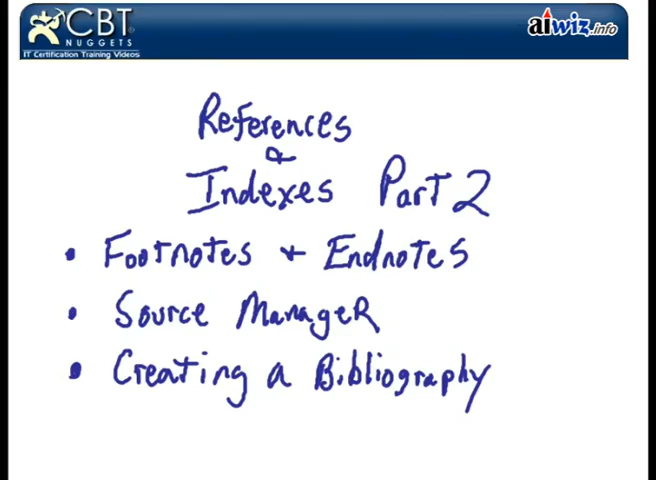 CBT
NUGGETS
IT Certification Training Videos
aiwiz.info
References
&
Indexes Part 2
• Footnotes + Endnotes
• Source Manager
• Creating a Bibliography